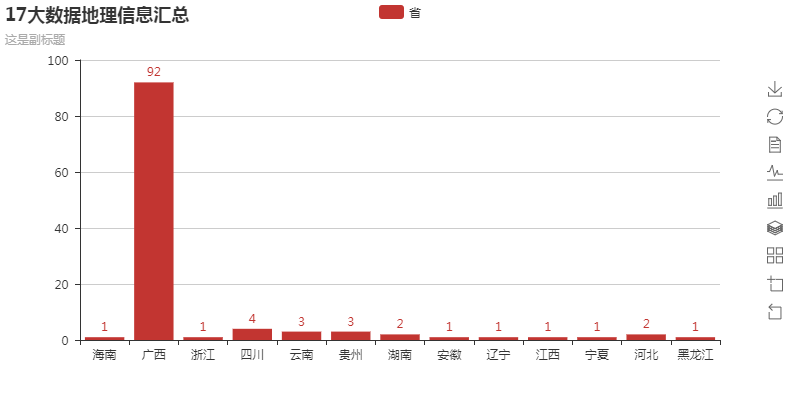 17大数据地理信息汇总
省
这是副标题
100
80
60
40
20
0
1
92
1
4
3
3
2
1
1
1
1
2
1
海南
广西
浙江
四川
云南
贵州
湖南
安徽
辽宁
江西
宁夏
河北
黑龙江